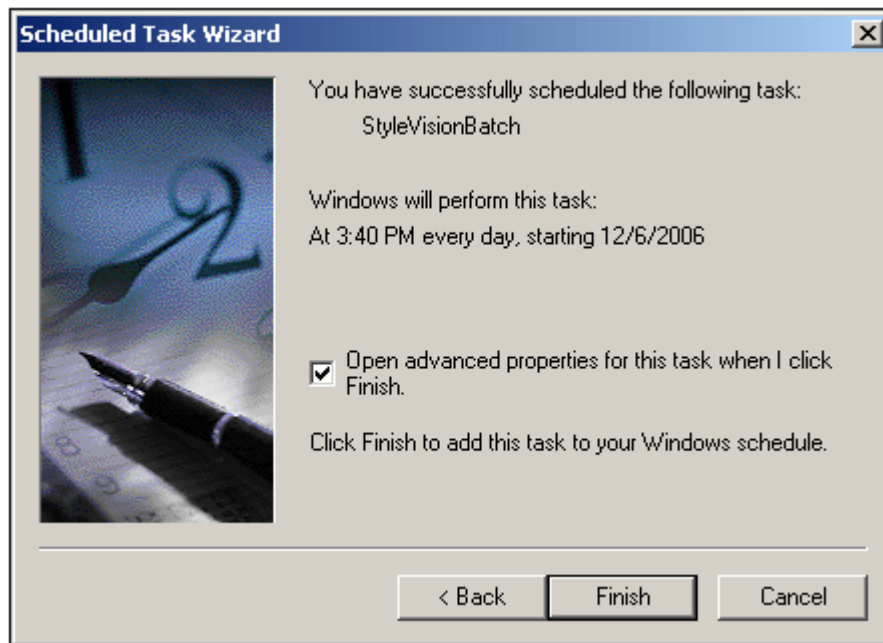 Scheduled Task Wizard
You have successfully scheduled the following task:
StyleVisionBatch
Windows will perform this task:
At 3:40 PM every day, starting 12/6/2006
2
Open advanced properties for this task when I click
Finish.
Click Finish to add this task to your Windows schedule.
< Back
Finish
Cancel